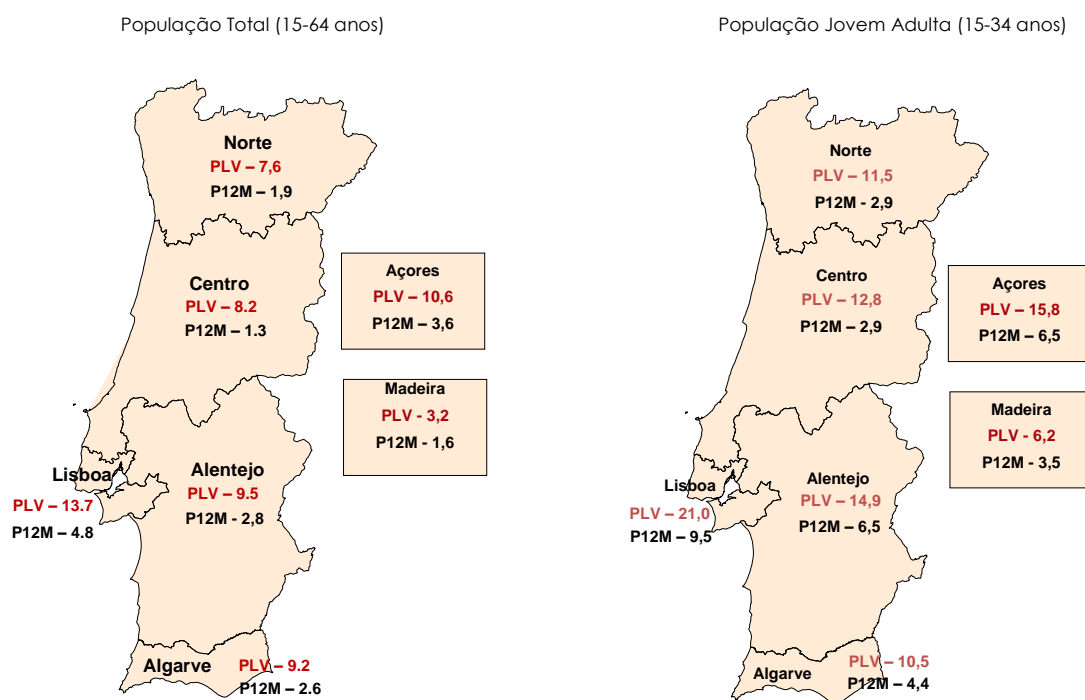 População Total (15-64 anos)
Norte
PLV – 7,6
P12M – 1,9
Centro
PLV – 8.2
P12M – 1.3
Açores
PLV – 10,6
P12M – 3,6
Madeira
PLV - 3,2
P12M - 1,6
Lisboa
PLV – 13.7
P12M – 4.8
Alentejo
PLV – 9.5
P12M - 2,8
Algarve
PLV – 9.2
P12M – 2.6
População Jovem Adulta (15-34 anos)
Norte
PLV – 11,5
P12M - 2,9
Centro
PLV – 12,8
P12M – 2,9
Açores
PLV – 15,8
P12M – 6,5
Madeira
PLV - 6,2
P12M - 3,5
Lisboa
PLV – 21,0
P12M – 9,5
Alentejo
PLV – 14,9
P12M – 6,5
Algarve
PLV – 10,5
P12M – 4,4